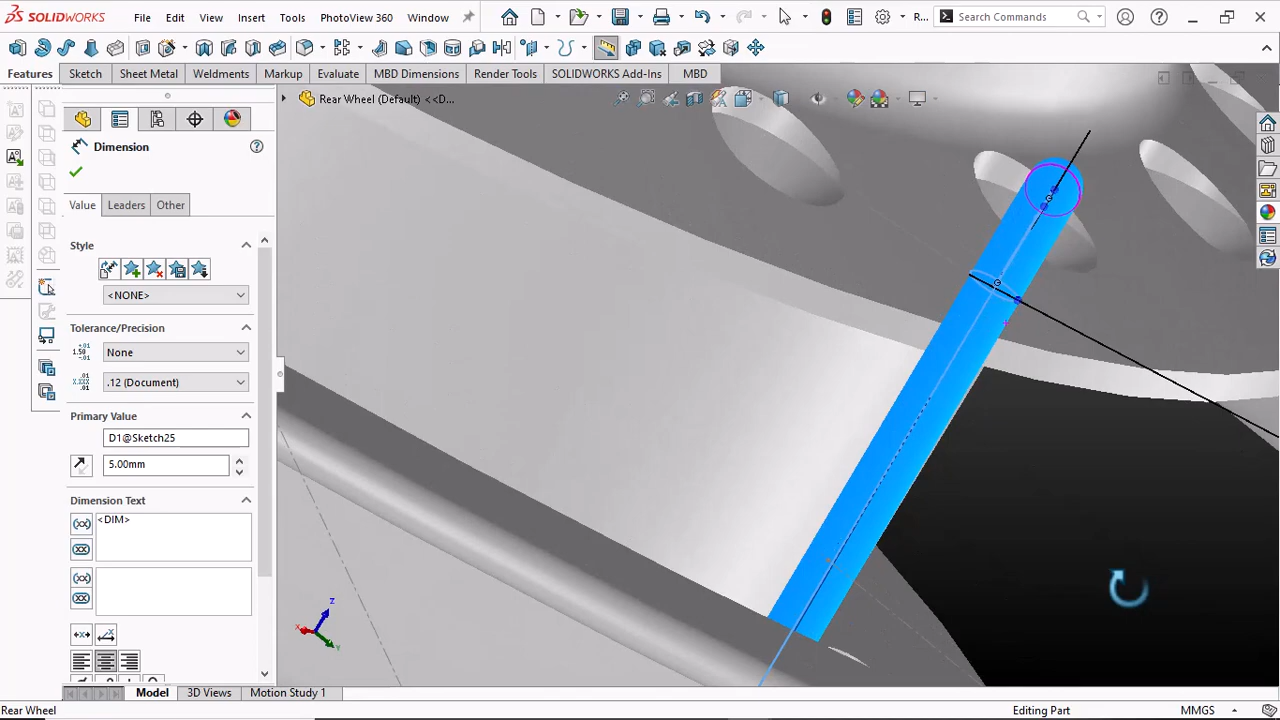 SOLIDWORKS File Edit View Insert Tools PhotoView 360 Window R... Search Commands
Features Sketch Sheet Metal Markup Weldments Evaluate MBD Dimensions Render Tools SOLIDWORKS Add-Ins MBD
Rear Wheel (Default) <<D...
Dimension
Value Leaders Other
Style
<NONE>
Tolerance/Precision
None
.12 (Document)
Primary Value
D1@Sketch25
5.00mm
Dimension Text
<DIM>
Z
X
Y
Model 3D Views Motion Study 1
Rear Wheel Editing Part MMGS